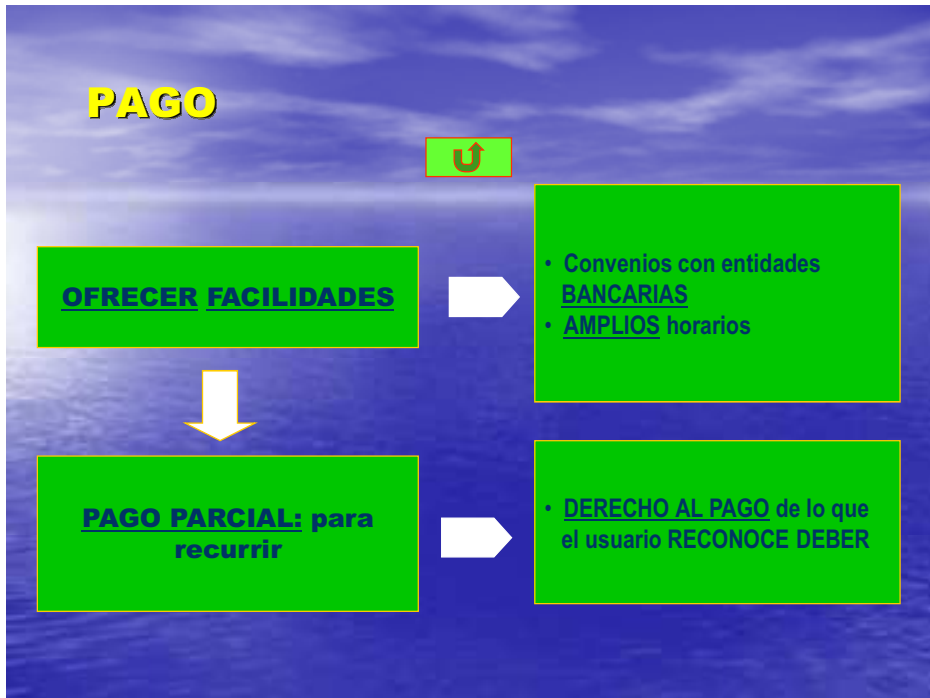 PAGO
OFRECER FACILIDADES
• Convenios con entidades
BANCARIAS
• AMPLIOS horarios
PAGO PARCIAL: para
recurrir
• DERECHO AL PAGO de lo que
el usuario RECONOCE DEBER